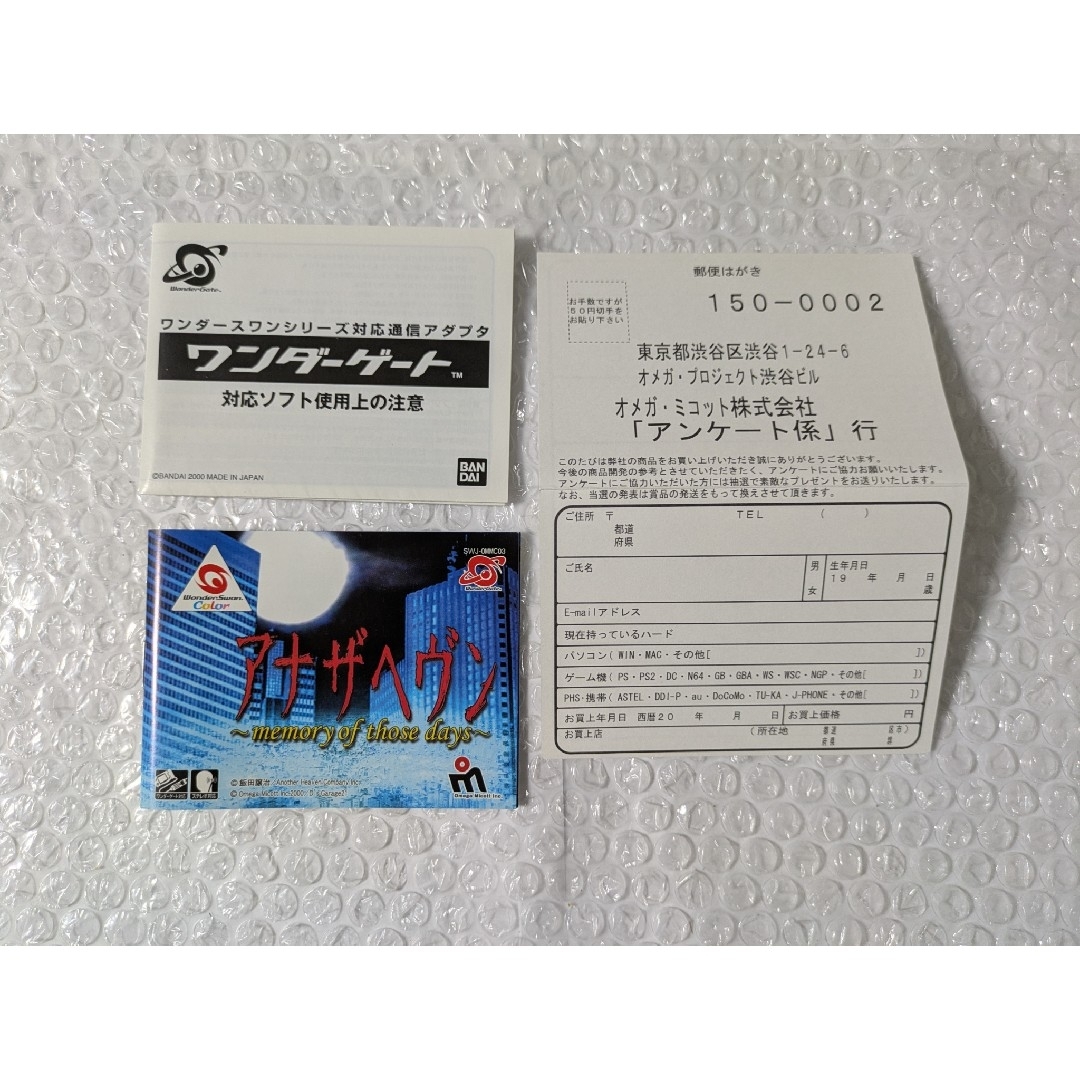 WonderGate™
ワンダースワンシリーズ対応通信アダプタ
ワンダーゲート™
対応ソフト使用上の注意
©BANDAI 2000 MADE IN JAPAN
BAN
DAI
SWJ-OMMC03
WonderSwan
Color
アナザヘヴン
～memory of those days～
©飯田譲治/Another Heaven Company Inc.
© Omega Micott Inc.2000
Omega Micott Inc.
郵便はがき
お手数ですが
50円切手を
お貼り下さい
150-0002
東京都渋谷区渋谷1-24-6
オメガ・プロジェクト渋谷ビル
オメガ・ミコット株式会社
「アンケート係」行
このたびは弊社の商品をお買い上げいただき誠にありがとうございます。
今後の商品開発の参考とさせていただきたく、アンケートにご協力お願いいたします。
アンケートにご協力いただいた方には抽選で素敵なプレゼントをお送りいたします。
なお、当選の発表は賞品の発送をもって換えさせて頂きます。
ご住所 〒 TEL ( )
都道
府県
ご氏名 男 女 生年月日
19 年 月 日
歳
E-mailアドレス
現在持っているハード
パソコン(WIN・MAC・その他[ ])
ゲーム機(PS・PS2・DC・N64・GB・GBA・WS・WSC・NGP・その他[ ])
PHS・携帯(ASTEL・DDI-P・au・DoCoMo・TU-KA・J-PHONE・その他[ ])
お買上年月日 西暦20 年 月 日 お買上価格 円
お買上店 (所在地 都道府県 区市)